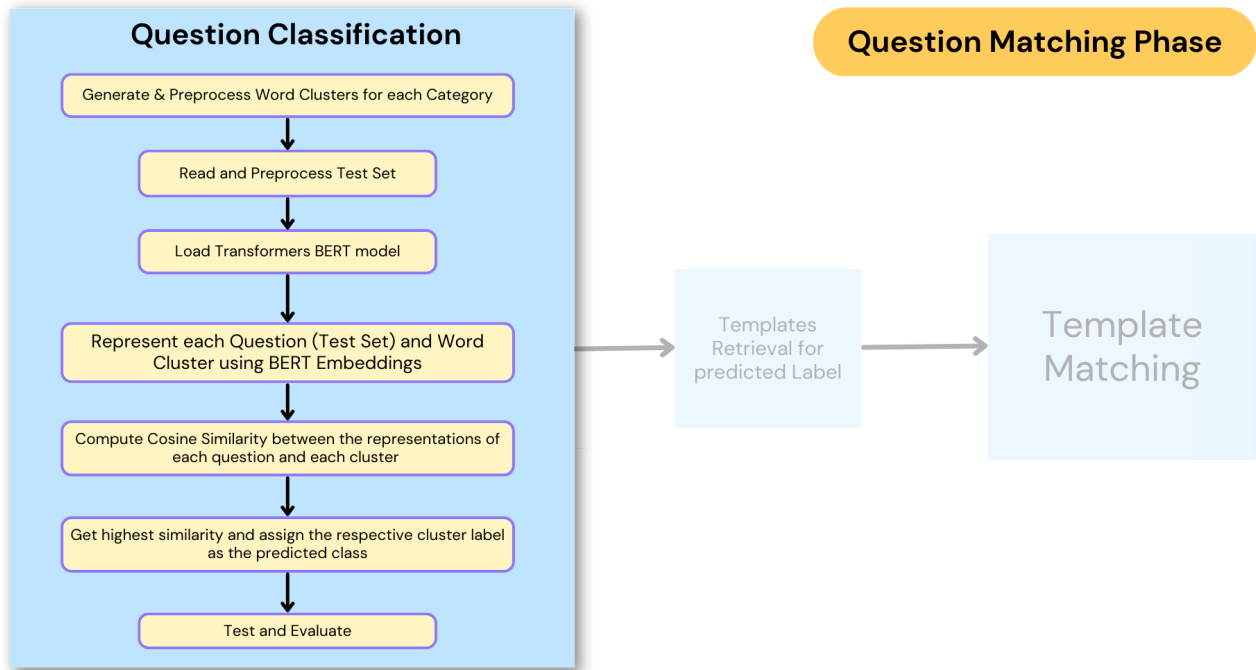 Question Classification
Question Matching Phase
Generate & Preprocess Word Clusters for each Category
Read and Preprocess Test Set
Load Transformers BERT model
Represent each Question (Test Set) and Word
Cluster using BERT Embeddings
Compute Cosine Similarity between the representations of
each question and each cluster
Get highest similarity and assign the respective cluster label
as the predicted class
Test and Evaluate
Templates
Retrieval for
predicted Label
Template
Matching